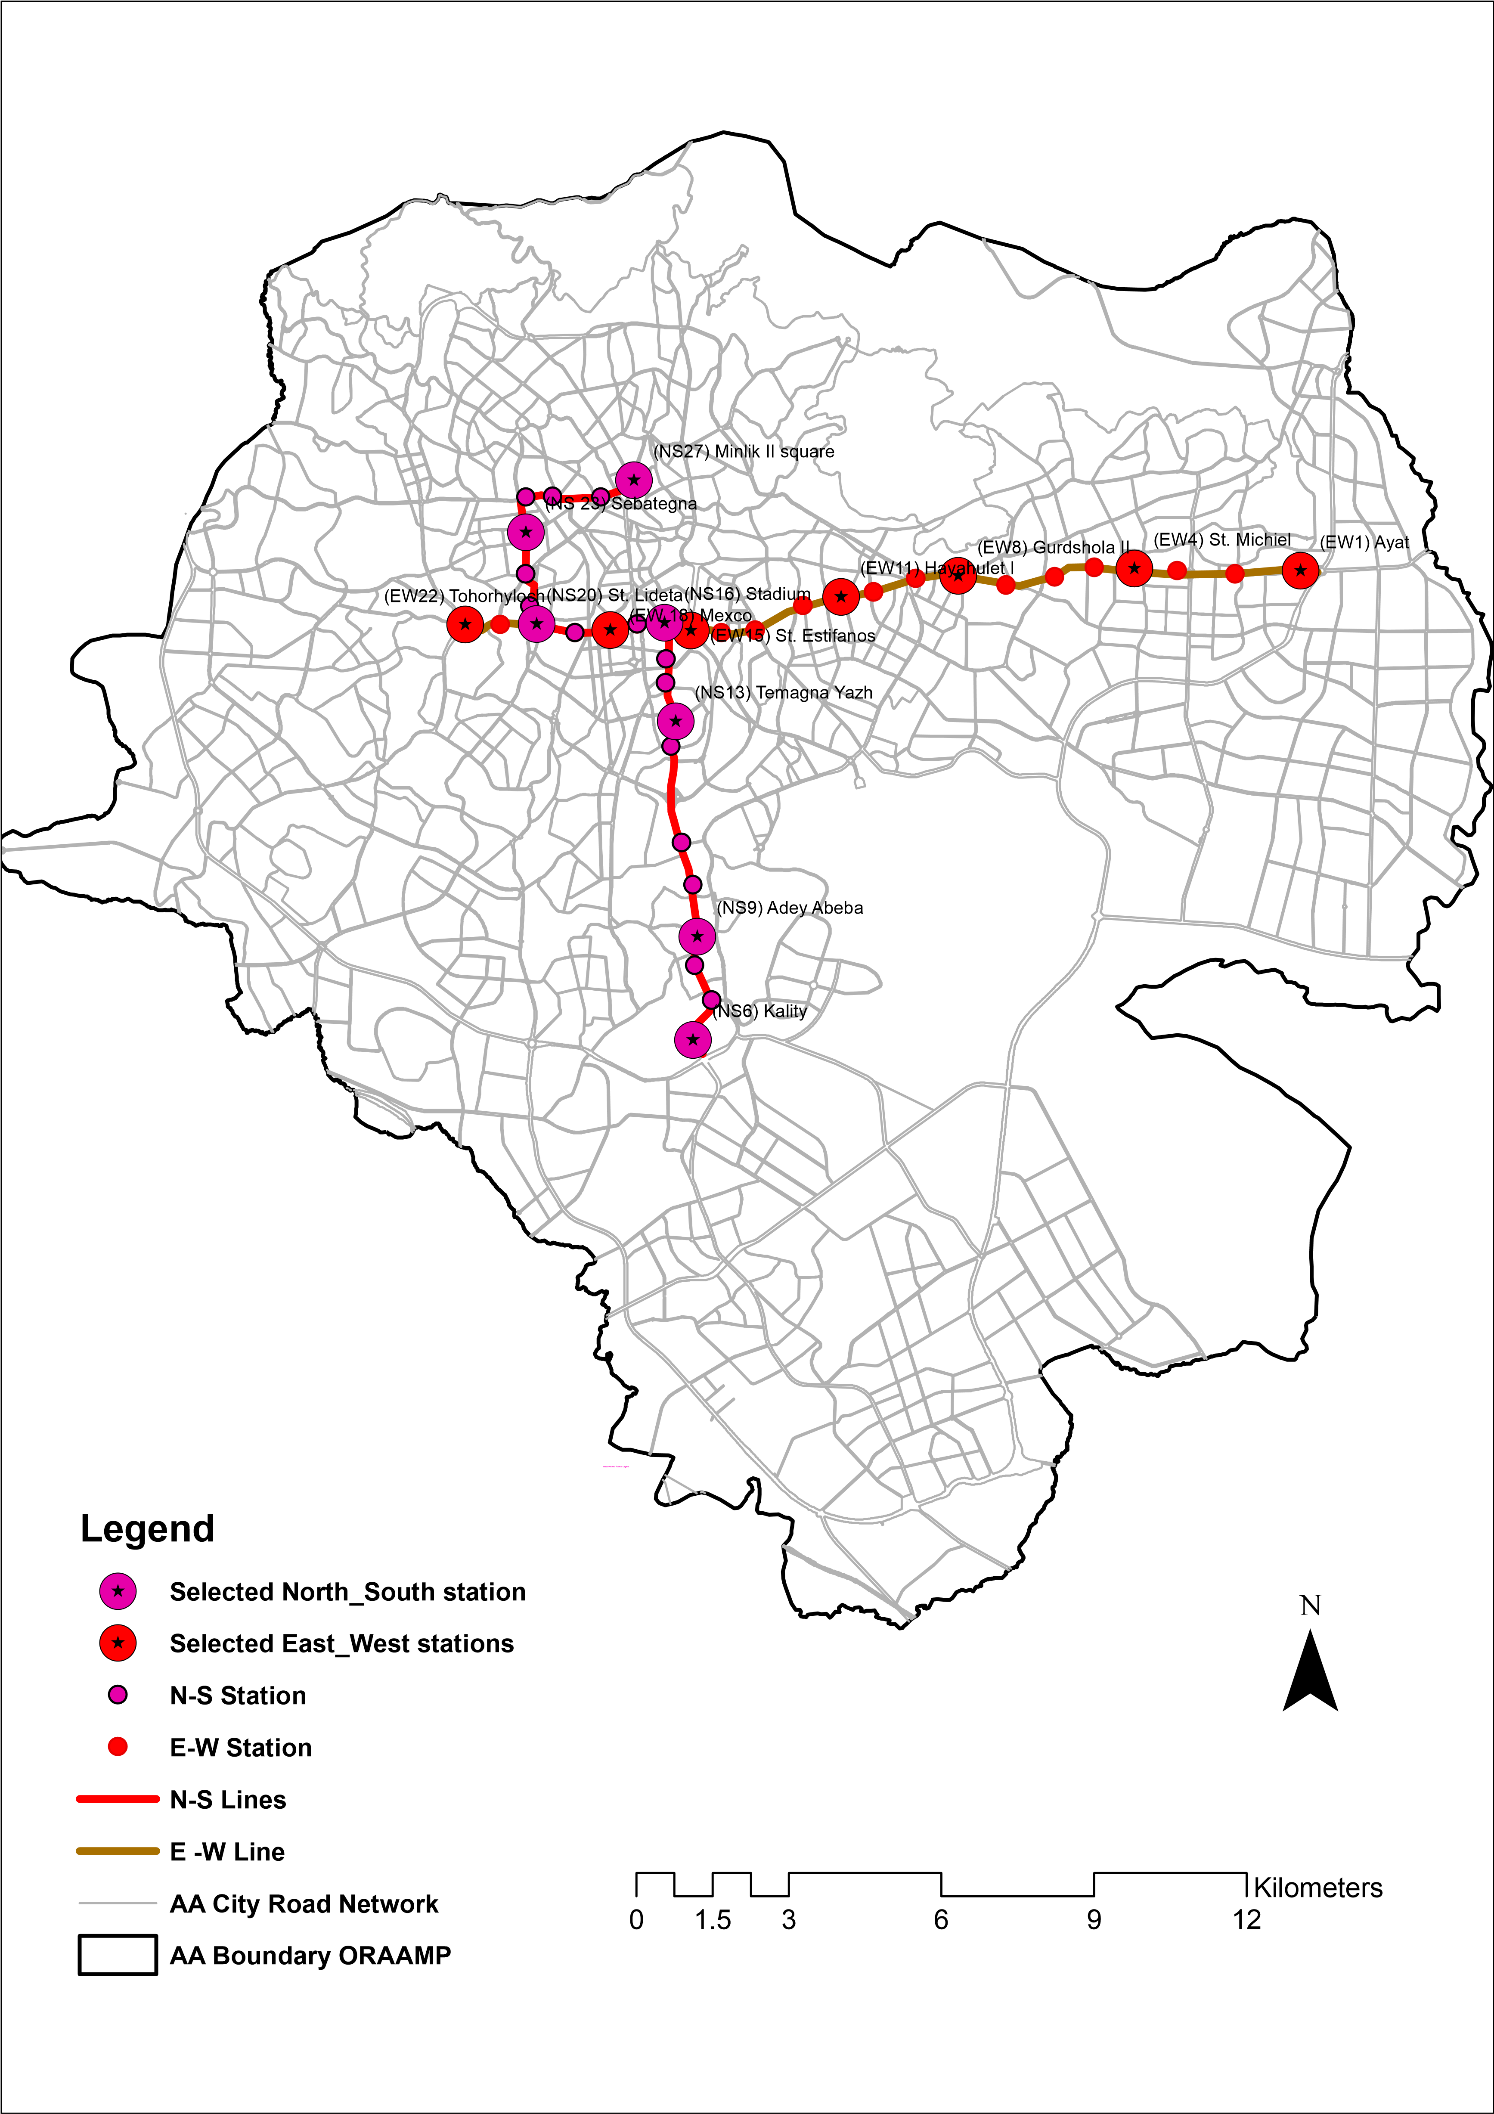 (NS27) Minlik II square
(NS 23) Sebategna
(EW8) Gurdshola II
(EW4) St. Michiel
(EW1) Ayat
(EW11) Hayahulet I
(EW22) Tohorhyloch
(NS20) St. Lideta
(NS16) Stadium
(EW 18) Mexco
(EW15) St. Estifanos
(NS13) Temagna Yazh
(NS9) Adey Abeba
(NS6) Kality
Legend
Selected North_South station
Selected East_West stations
N-S Station
E-W Station
N-S Lines
E -W Line
AA City Road Network
AA Boundary ORAAMP
N
Kilometers
0 1.5 3 6 9 12